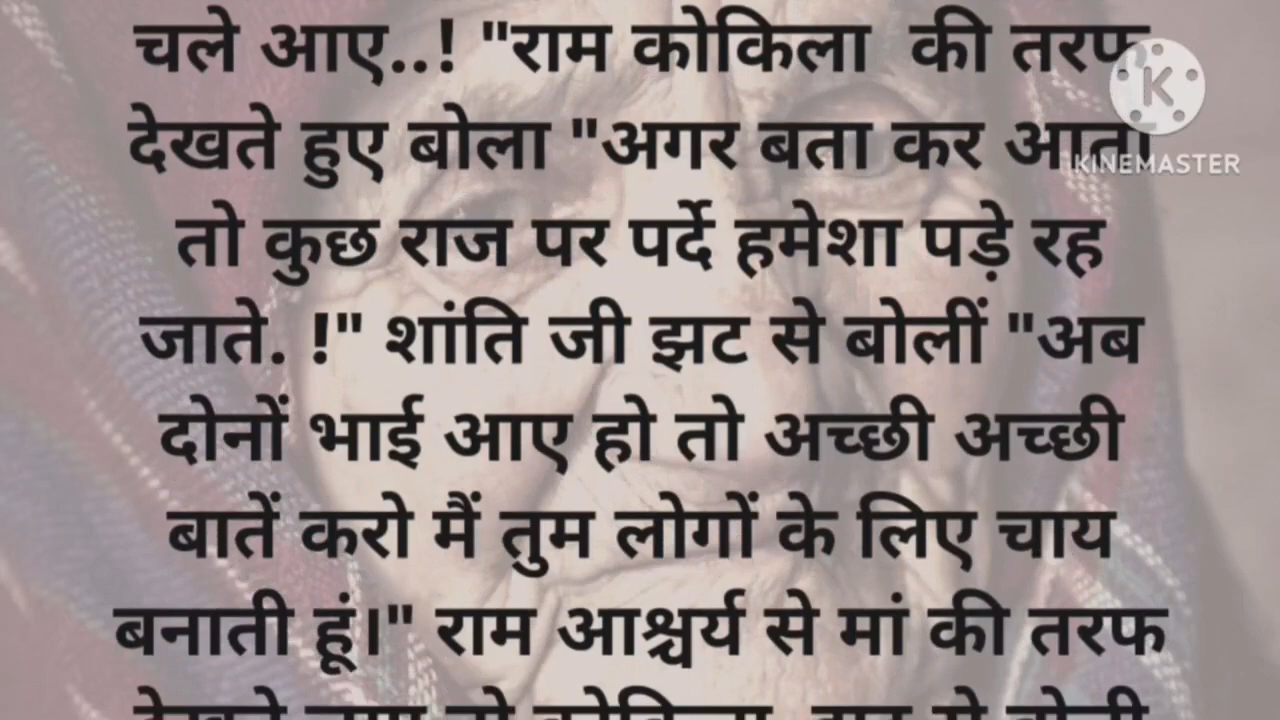 चले आए..! "राम कोकिला की तरफ
देखते हुए बोला "अगर बता कर आता
तो कुछ राज पर पर्दे हमेशा पड़े रह
जाते. !" शांति जी झट से बोलीं "अब
दोनों भाई आए हो तो अच्छी अच्छी
बातें करो मैं तुम लोगों के लिए चाय
बनाती हूं।" राम आश्चर्य से मां की तरफ
K
KINEMASTER